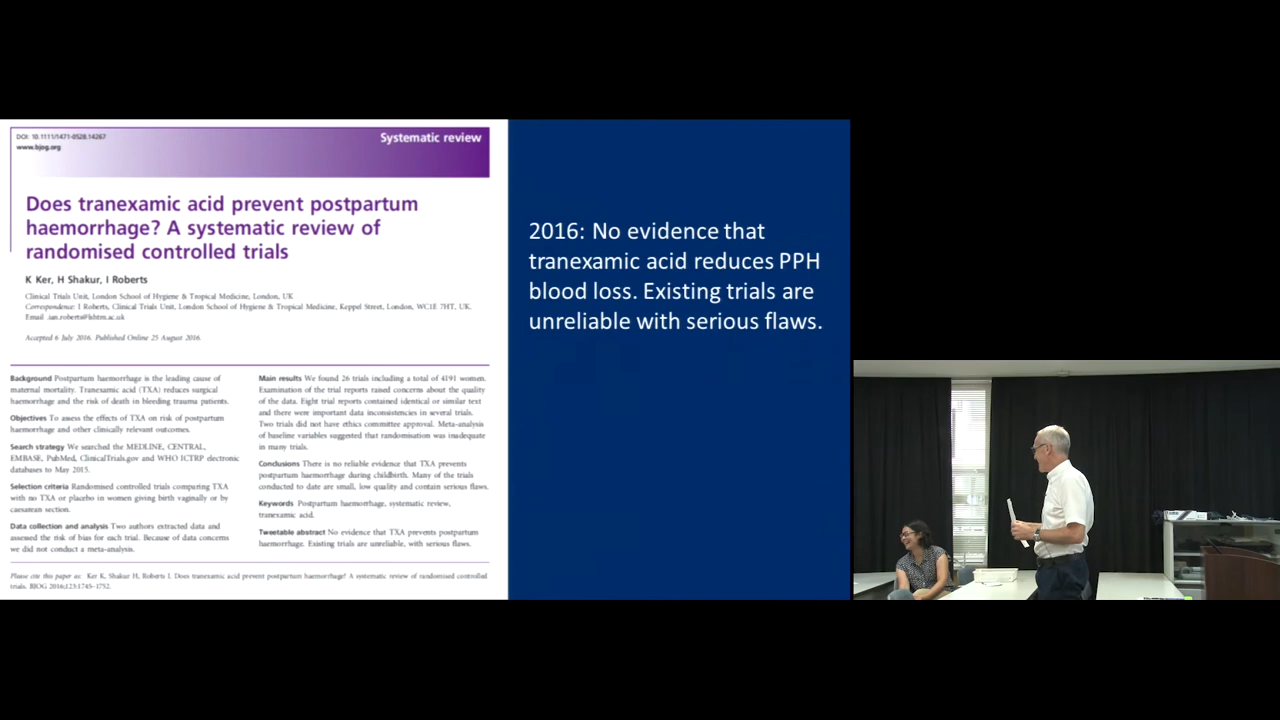 DOI: 10.1111/1471-0528.14267
www.bjog.org
Systematic review
Does tranexamic acid prevent postpartum
haemorrhage? A systematic review of
randomised controlled trials
K Ker, H Shakur, I Roberts
Clinical Trials Unit, London School of Hygiene & Tropical Medicine, London, UK
Correspondence: I Roberts, Clinical Trials Unit, London School of Hygiene & Tropical Medicine, Keppel Street, London, WC1E 7HT, UK.
Email ian.roberts@lshtm.ac.uk
Accepted 6 July 2016. Published Online 25 August 2016.
Background Postpartum haemorrhage is the leading cause of
maternal mortality. Tranexamic acid (TXA) reduces surgical
haemorrhage and the risk of death in bleeding trauma patients.
Objectives To assess the effects of TXA on risk of postpartum
haemorrhage and other clinically relevant outcomes.
Search strategy We searched the MEDLINE, CENTRAL,
EMBASE, PubMed, ClinicalTrials.gov and WHO ICTRP electronic
databases to May 2015.
Selection criteria Randomised controlled trials comparing TXA
with no TXA or placebo in women giving birth vaginally or by
caesarean section.
Data collection and analysis Two authors extracted data and
assessed the risk of bias for each trial. Because of data concerns
we did not conduct a meta-analysis.
Main results We found 26 trials including a total of 4191 women.
Examination of the trial reports raised concerns about the quality
of the data. Eight trial reports contained identical or similar text
and there were important data inconsistencies in several trials.
Two trials did not have ethics committee approval. Meta-analysis
of baseline variables suggested that randomisation was inadequate
in many trials.
Conclusions There is no reliable evidence that TXA prevents
postpartum haemorrhage during childbirth. Many of the trials
conducted to date are small, low quality and contain serious flaws.
Keywords Postpartum haemorrhage, systematic review,
tranexamic acid.
Tweetable abstract No evidence that TXA prevents postpartum
haemorrhage. Existing trials are unreliable, with serious flaws.
Please cite this paper as: Ker K, Shakur H, Roberts I. Does tranexamic acid prevent postpartum haemorrhage? A systematic review of randomised controlled
trials. BJOG 2016;123:1745–1752.
2016: No evidence that
tranexamic acid reduces PPH
blood loss. Existing trials are
unreliable with serious flaws.